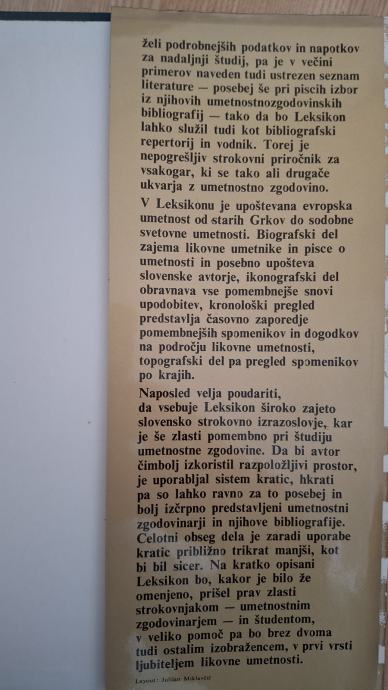 želi podrobnejših podatkov in napotkov
za nadaljnji študij, pa je v večini
primerov naveden tudi ustrezen seznam
literature — posebej še pri piscih izbor
iz njihovih umetnostnozgodovinskih
bibliografij — tako da bo Leksikon
lahko služil tudi kot bibliografski
repertorij in vodnik. Torej je
nepogrešljiv strokovni priročnik za
vsakogar, ki se tako ali drugače
ukvarja z umetnostno zgodovino.
V Leksikonu je upoštevana evropska
umetnost od starih Grkov do sodobne
svetovne umetnosti. Biografski del
zajema likovne umetnike in pisce o
umetnosti in posebno upošteva
slovenske avtorje, ikonografski del
obravnava vse pomembnejše snovi
upodobitev, kronološki pregled
predstavlja časovno zaporedje
pomembnejših spomenikov in dogodkov
na področju likovne umetnosti,
topografski del pa pregled spomenikov
po krajih.
Naposled velja poudariti,
da vsebuje Leksikon široko zajeto
slovensko strokovno izrazoslovje, kar
je še zlasti pomembno pri študiju
umetnostne zgodovine. Da bi avtor
čimbolj izkoristil razpoložljivi prostor,
je uporabljal sistem kratic, hkrati
pa so lahko ravno za to posebej in
bolj izčrpno predstavljeni umetnostni
zgodovinarji in njihove bibliografije.
Celotni obseg dela je zaradi uporabe
kratic približno trikrat manjši, kot
bi bil sicer. Na kratko opisani
Leksikon bo, kakor je bilo že
omenjeno, prišel prav zlasti
strokovnjakom — umetnostnim
zgodovinarjem — in študentom,
v veliko pomoč pa bo brez dvoma
tudi ostalim izobražencem, v prvi vrsti
ljubiteljem likovne umetnosti.
Layout: Julijan Miklavčič